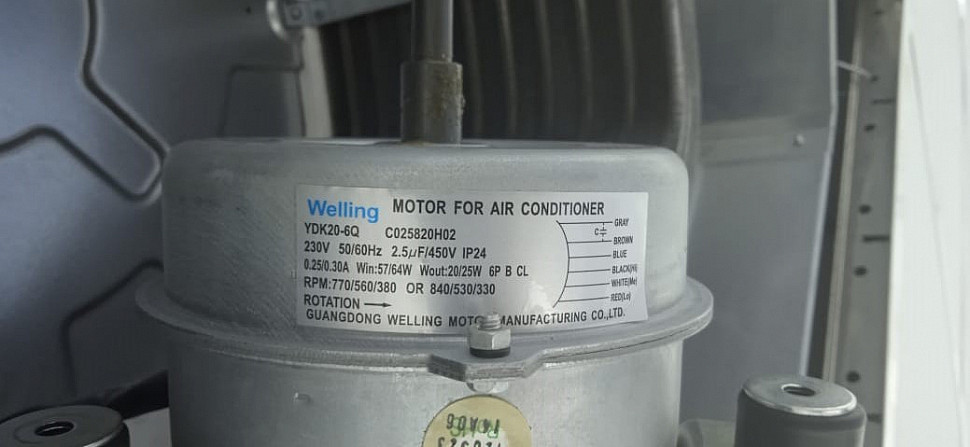 Welling MOTOR FOR AIR CONDITIONER
YDK20-6Q C025820H02
230V 50/60Hz 2.5μF/450V IP24
0.25/0.30A Win:57/64W Wout:20/25W 6P B CL
RPM:770/560/380 OR 840/530/330
ROTATION →
GUANGDONG WELLING MOTOR MANUFACTURING CO.,LTD.
GRAY
C
BROWN
BLUE
BLACK(Hi)
WHITE(Me)
RED(Lo)